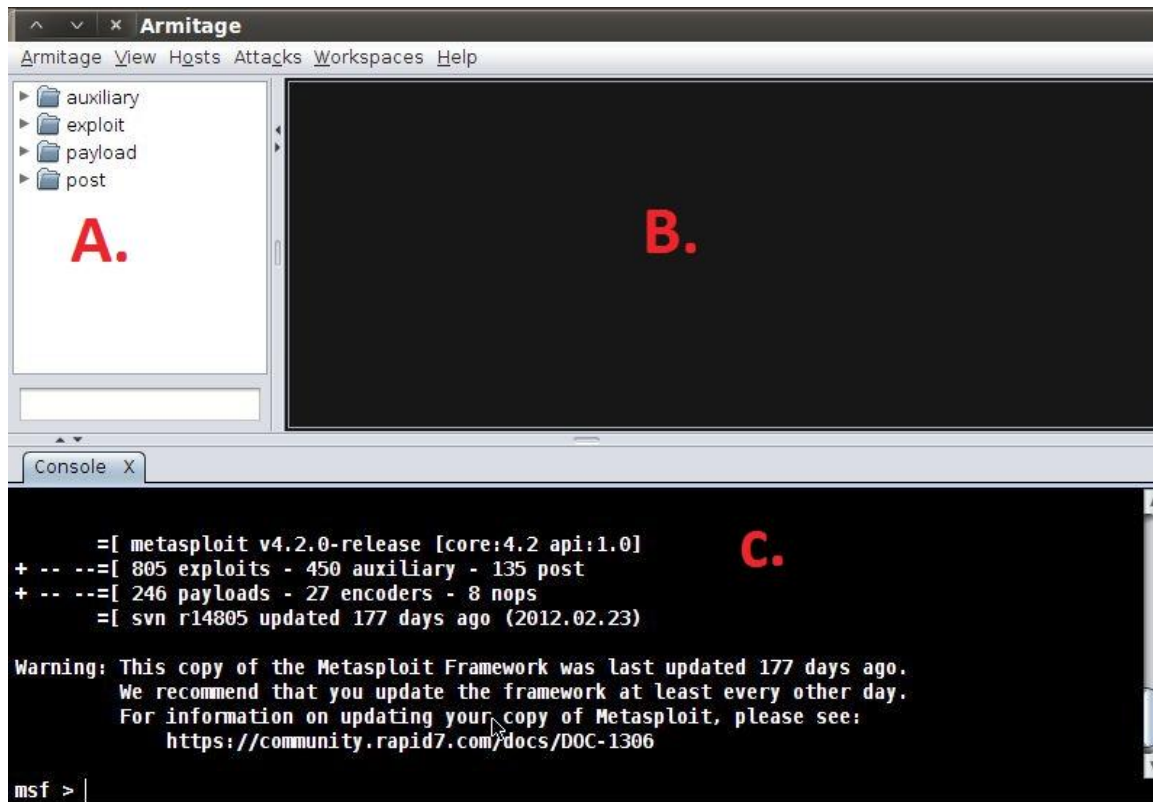 Armitage
Armitage View Hosts Attacks Workspaces Help
auxiliary
exploit
payload
post
A.
B.
Console X
C.
=[ metasploit v4.2.0-release [core:4.2 api:1.0]
+ -- --=[ 805 exploits - 450 auxiliary - 135 post
+ -- --=[ 246 payloads - 27 encoders - 8 nops
=[ svn r14805 updated 177 days ago (2012.02.23)
Warning: This copy of the Metasploit Framework was last updated 177 days ago.
We recommend that you update the framework at least every other day.
For information on updating your copy of Metasploit, please see:
https://community.rapid7.com/docs/DOC-1306
msf >